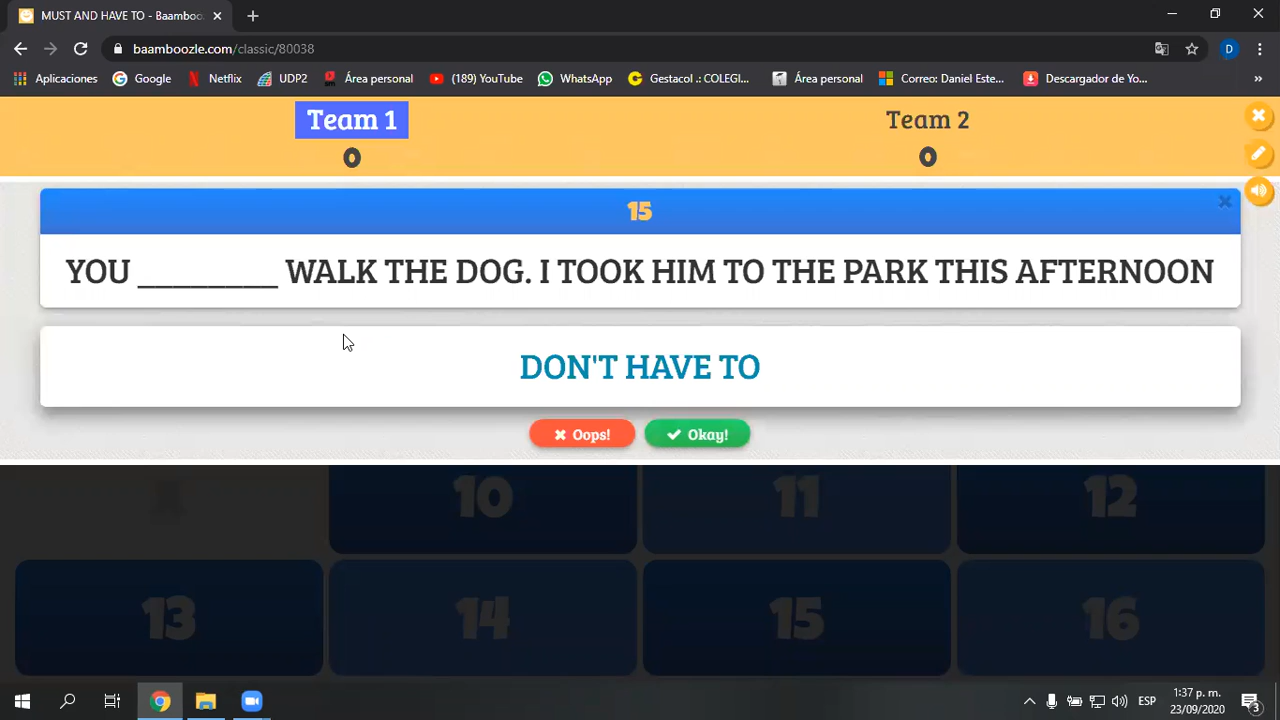 MUST AND HAVE TO - Baambooz
baamboozle.com/classic/80038
D
Aplicaciones Google Netflix UDP2 Área personal (189) YouTube WhatsApp Gestacol .: COLEGI... Área personal Correo: Daniel Este... Descargador de Yo... »
Team 1 Team 2
0 0
15
YOU ________ WALK THE DOG. I TOOK HIM TO THE PARK THIS AFTERNOON
DON'T HAVE TO
Oops! Okay!
10 11 12
13 14 15 16
ESP 1:37 p. m.
23/09/2020 3